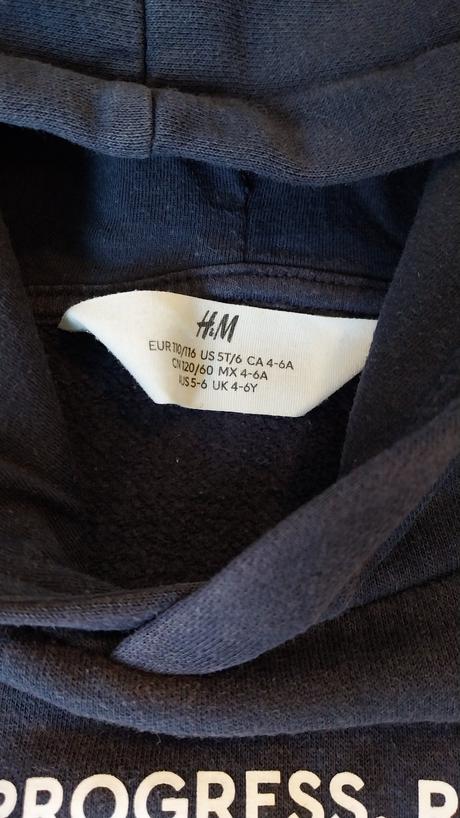 H&M
EUR 110/116 US 5T/6 CA 4-6A
CN 120/60 MX 4-6A
AUS 5-6 UK 4-6Y
PROGRESS.